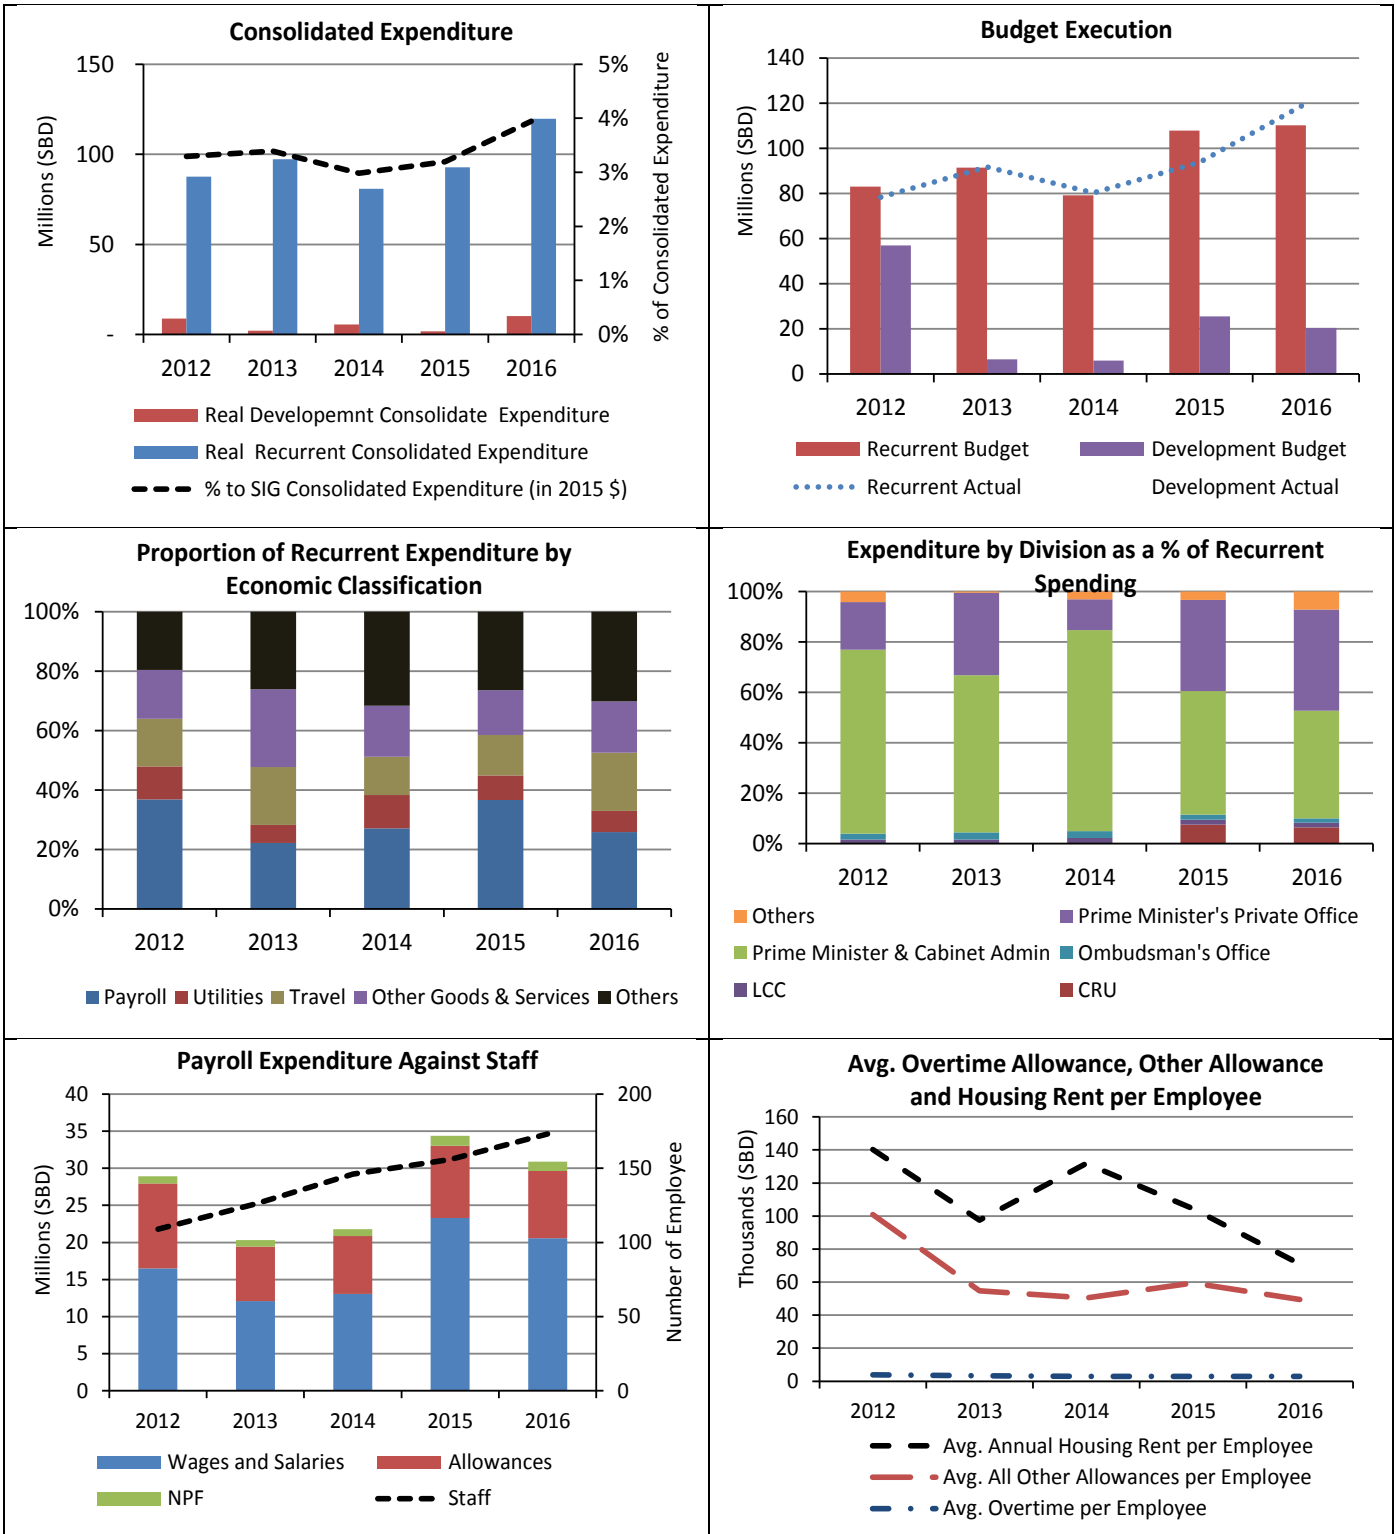 Consolidated Expenditure
150
100
50
-
5%
4%
3%
2%
1%
0%
Millions (SBD)
% of Consolidated Expenditure
2012 2013 2014 2015 2016
Real Developemnt Consolidate Expenditure
Real Recurrent Consolidated Expenditure
% to SIG Consolidated Expenditure (in 2015 $)
Budget Execution
140
120
100
80
60
40
20
0
Millions (SBD)
2012 2013 2014 2015 2016
Recurrent Budget Development Budget
Recurrent Actual Development Actual
Proportion of Recurrent Expenditure by
Economic Classification
100%
80%
60%
40%
20%
0%
2012 2013 2014 2015 2016
Payroll Utilities Travel Other Goods & Services Others
Expenditure by Division as a % of Recurrent
Spending
100%
80%
60%
40%
20%
0%
2012 2013 2014 2015 2016
Others Prime Minister's Private Office
Prime Minister & Cabinet Admin Ombudsman's Office
LCC CRU
Payroll Expenditure Against Staff
40
35
30
25
20
15
10
5
0
200
150
100
50
0
Millions (SBD)
Number of Employee
2012 2013 2014 2015 2016
Wages and Salaries Allowances
NPF Staff
Avg. Overtime Allowance, Other Allowance
and Housing Rent per Employee
160
140
120
100
80
60
40
20
0
Thousands (SBD)
2012 2013 2014 2015 2016
Avg. Annual Housing Rent per Employee
Avg. All Other Allowances per Employee
Avg. Overtime per Employee